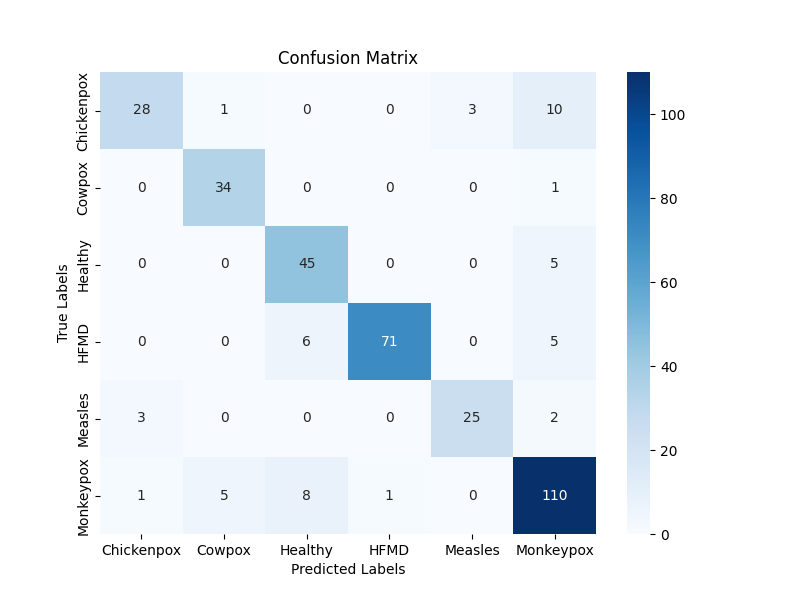 Confusion Matrix
Chickenpox 28 1 0 0 3 10
Cowpox 0 34 0 0 0 1
Healthy 0 0 45 0 0 5
HFMD 0 0 6 71 0 5
Measles 3 0 0 0 25 2
Monkeypox 1 5 8 1 0 110
True Labels
Chickenpox Cowpox Healthy HFMD Measles Monkeypox
Predicted Labels
100
80
60
40
20
0